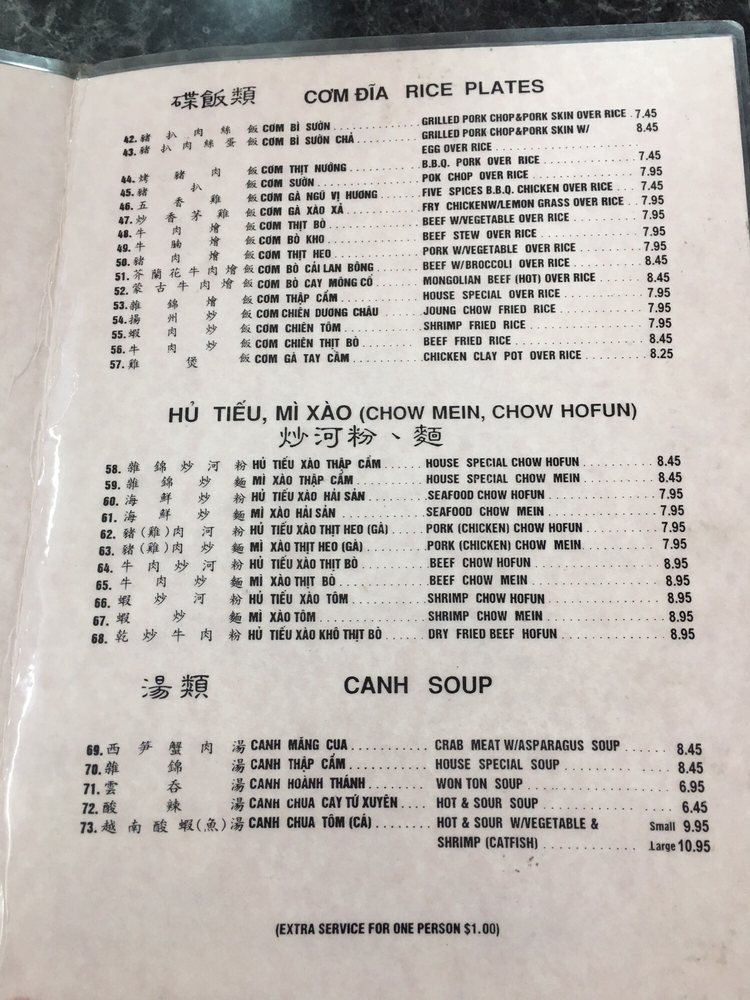 碟飯類 CƠM ĐĨA RICE PLATES
42. 豬扒肉絲飯 CƠM BÌ SƯỜN GRILLED PORK CHOP&PORK SKIN OVER RICE 7.45
43. 豬扒肉絲蛋飯 CƠM BÌ SƯỜN CHẢ GRILLED PORK CHOP&PORK SKIN W/ 8.45
EGG OVER RICE
44. 烤豬肉飯 CƠM THỊT NƯỚNG B.B.Q. PORK OVER RICE 7.45
45. 豬扒飯 CƠM SƯỜN POK CHOP OVER RICE 7.95
46. 五香雞飯 CƠM GÀ NGŨ VỊ HƯƠNG FIVE SPICES B.B.Q. CHICKEN OVER RICE 7.45
47. 炒香茅雞飯 CƠM GÀ XÀO XẢ FRY CHICKENW/LEMON GRASS OVER RICE 7.95
48. 牛肉燴飯 CƠM THỊT BÒ BEEF W/VEGETABLE OVER RICE 7.95
49. 牛腩燴飯 CƠM BÒ KHO BEEF STEW OVER RICE 7.95
50. 豬肉燴飯 CƠM THỊT HEO PORK W/VEGETABLE OVER RICE 7.95
51. 芥蘭花牛肉燴飯 CƠM BÒ CẢI LAN BÔNG BEEF W/BROCCOLI OVER RICE 8.45
52. 蒙古牛肉燴飯 CƠM BÒ CAY MÔNG CỔ MONGOLIAN BEEF (HOT) OVER RICE 8.45
53. 雜錦燴飯 CƠM THẬP CẨM HOUSE SPECIAL OVER RICE 7.95
54. 揚州炒飯 CƠM CHIÊN DƯƠNG CHÂU JOUNG CHOW FRIED RICE 7.95
55. 蝦肉炒飯 CƠM CHIÊN TÔM SHRIMP FRIED RICE 7.95
56. 牛肉炒飯 CƠM CHIÊN THỊT BÒ BEEF FRIED RICE 8.45
57. 雞煲飯 CƠM GÀ TAY CẦM CHICKEN CLAY POT OVER RICE 8.25
HỦ TIẾU, MÌ XÀO (CHOW MEIN, CHOW HOFUN)
炒河粉、麵
58. 雜錦炒河粉 HỦ TIẾU XÀO THẬP CẨM HOUSE SPECIAL CHOW HOFUN 8.45
59. 雜錦炒麵 MÌ XÀO THẬP CẨM HOUSE SPECIAL CHOW MEIN 8.45
60. 海鮮炒粉 HỦ TIẾU XÀO HẢI SẢN SEAFOOD CHOW HOFUN 7.95
61. 海鮮炒麵 MÌ XÀO HẢI SẢN SEAFOOD CHOW MEIN 7.95
62. 豬(雞)肉河粉 HỦ TIẾU XÀO THỊT HEO (GÀ) PORK (CHICKEN) CHOW HOFUN 7.95
63. 豬(雞)肉炒麵 MÌ XÀO THỊT HEO (GÀ) PORK (CHICKEN) CHOW MEIN 7.95
64. 牛肉炒河粉 HỦ TIẾU XÀO THỊT BÒ BEEF CHOW HOFUN 8.95
65. 牛肉炒麵 MÌ XÀO THỊT BÒ BEEF CHOW MEIN 8.95
66. 蝦炒河粉 HỦ TIẾU XÀO TÔM SHRIMP CHOW HOFUN 8.95
67. 蝦炒麵 MÌ XÀO TÔM SHRIMP CHOW MEIN 8.95
68. 乾炒牛肉粉 HỦ TIẾU XÀO KHÔ THỊT BÒ DRY FRIED BEEF HOFUN 8.95
湯類 CANH SOUP
69. 西笋蟹肉湯 CANH MĂNG CUA CRAB MEAT W/ASPARAGUS SOUP 8.45
70. 雜錦湯 CANH THẬP CẨM HOUSE SPECIAL SOUP 8.45
71. 雲吞湯 CANH HOÀNH THÁNH WON TON SOUP 6.95
72. 酸辣湯 CANH CHUA CAY TỨ XUYÊN HOT & SOUR SOUP 6.45
73. 越南酸蝦(魚)湯 CANH CHUA TÔM (CÁ) HOT & SOUR W/VEGETABLE & Small 9.95
SHRIMP (CATFISH) Large 10.95
(EXTRA SERVICE FOR ONE PERSON $1.00)